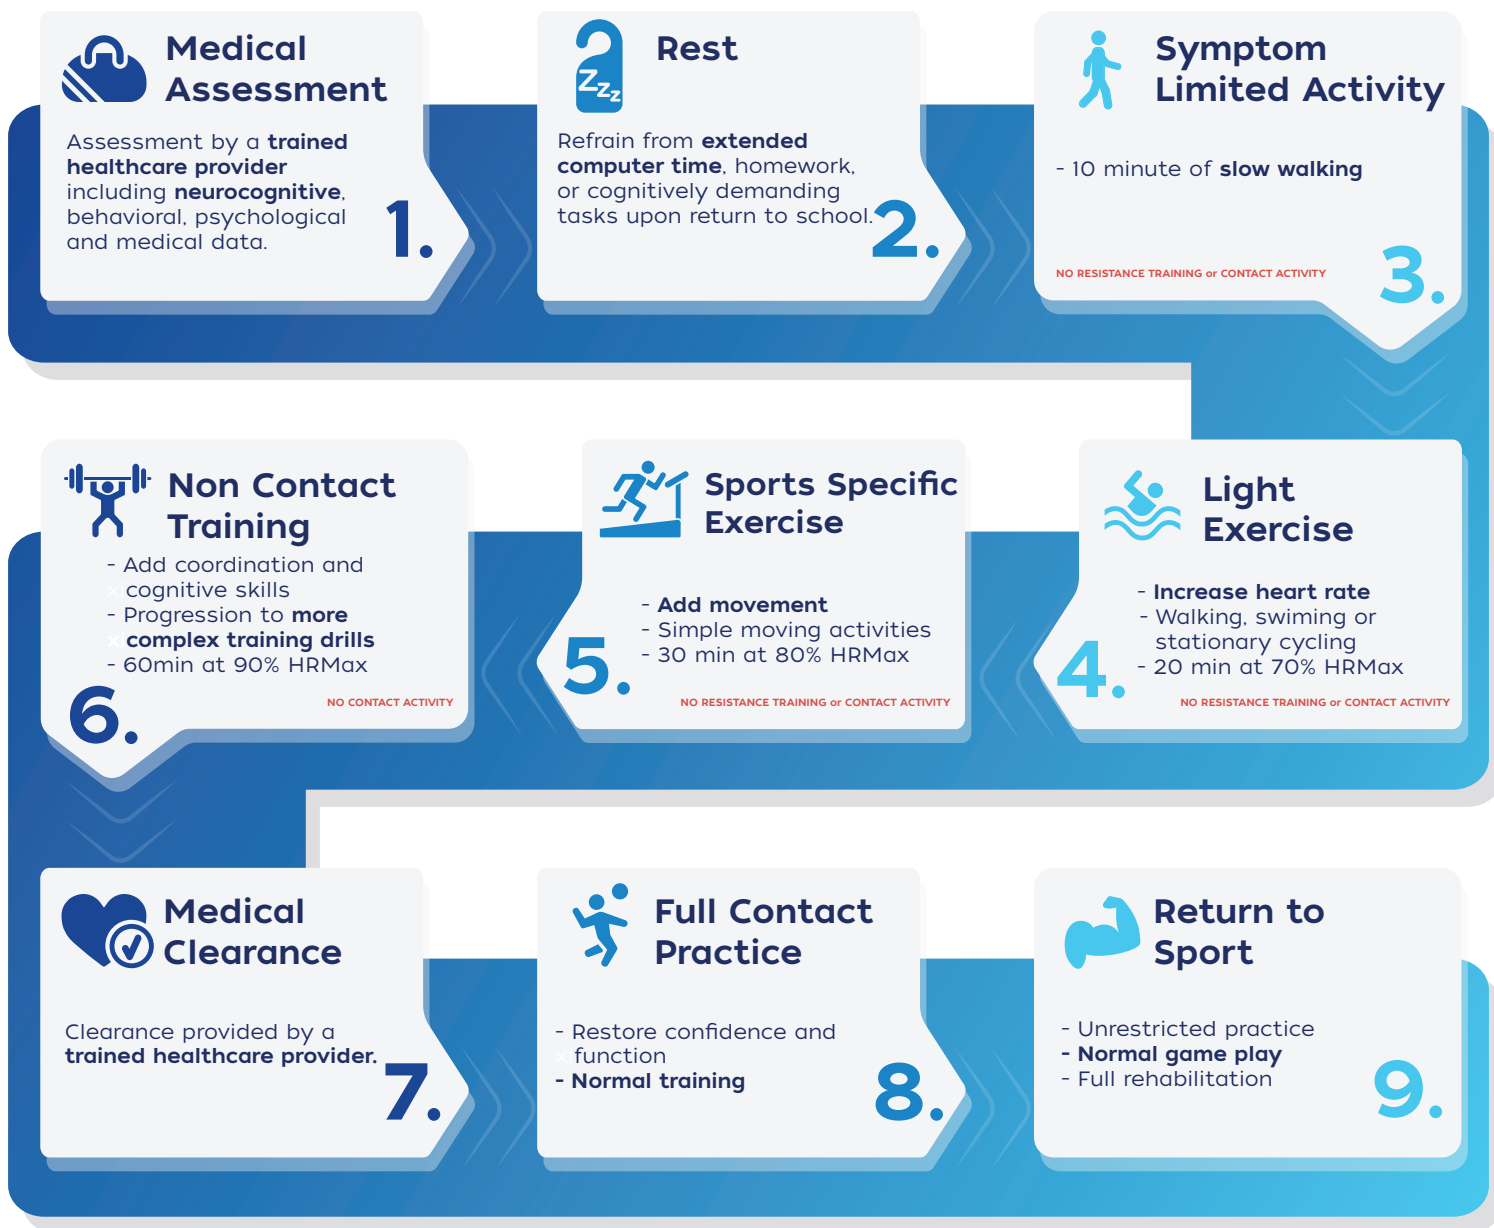 Medical
Assessment
Assessment by a trained
healthcare provider
including neurocognitive,
behavioral, psychological
and medical data.
1.
Rest
ZZZ
Refrain from extended
computer time, homework,
or cognitively demanding
tasks upon return to school.
2.
Symptom
Limited Activity
- 10 minute of slow walking
NO RESISTANCE TRAINING or CONTACT ACTIVITY
3.
Light
Exercise
- Increase heart rate
- Walking, swiming or
stationary cycling
- 20 min at 70% HRMax
NO RESISTANCE TRAINING or CONTACT ACTIVITY
4.
Sports Specific
Exercise
- Add movement
- Simple moving activities
- 30 min at 80% HRMax
NO RESISTANCE TRAINING or CONTACT ACTIVITY
5.
Non Contact
Training
- Add coordination and
cognitive skills
- Progression to more
complex training drills
- 60min at 90% HRMax
NO CONTACT ACTIVITY
6.
Medical
Clearance
Clearance provided by a
trained healthcare provider.
7.
Full Contact
Practice
- Restore confidence and
function
- Normal training
8.
Return to
Sport
- Unrestricted practice
- Normal game play
- Full rehabilitation
9.